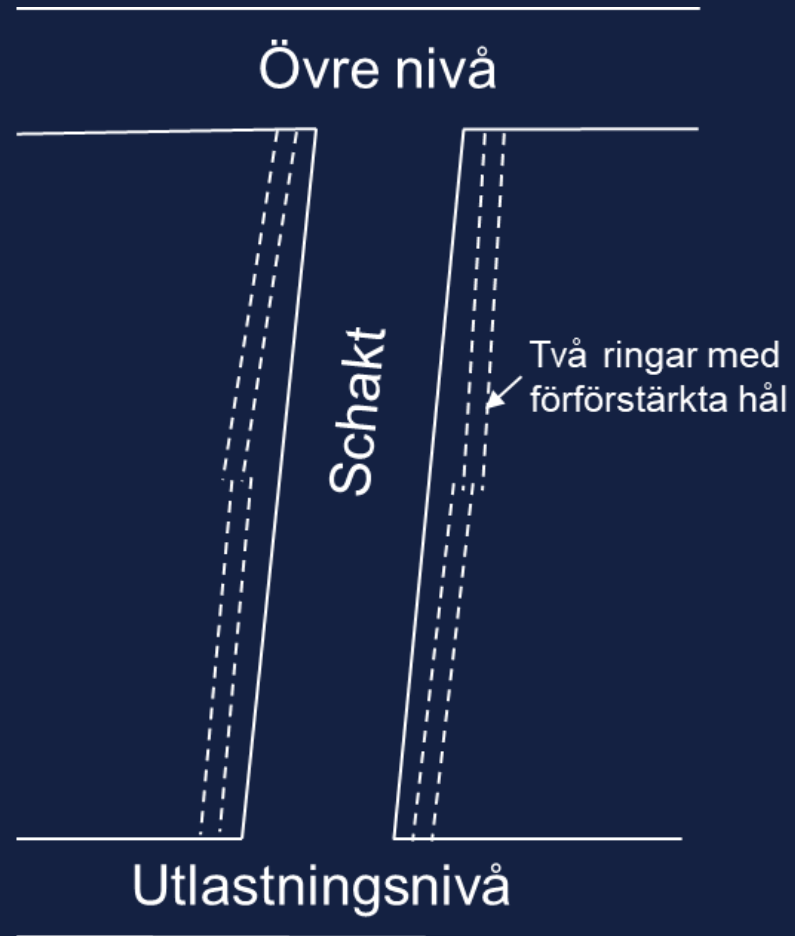 Övre nivå
Schakt
Två ringar med
förförstärkta hål
Utlastningsnivå